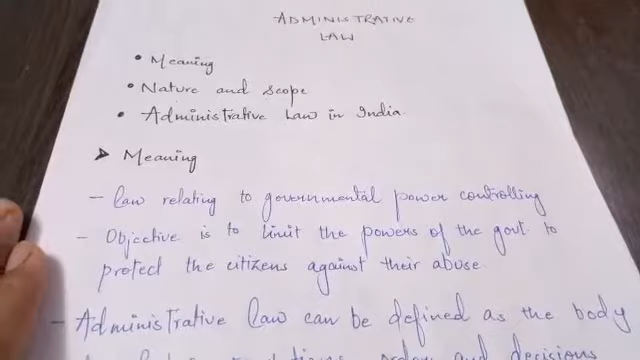 ADMINISTRATIVE
LAW
• Meaning
• Nature and scope
• Administrative Law in India.
➤ Meaning
– Law relating to governmental power controlling
– Objective is to limit the powers of the govt. to
protect the citizens against their abuse.
– Administrative law can be defined as the body
and decisions